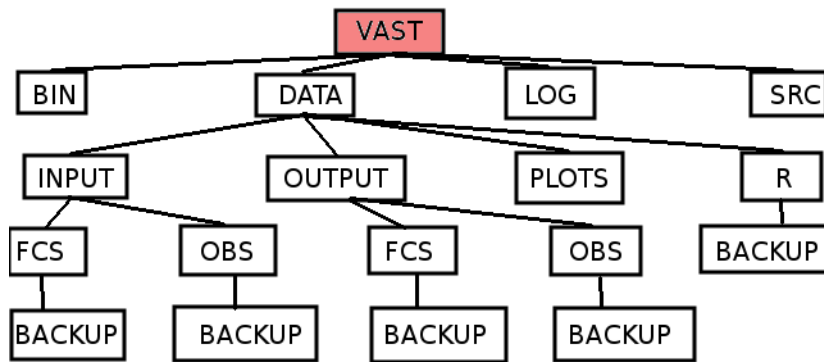 VAST
BIN DATA LOG SRC
INPUT OUTPUT PLOTS R
FCS OBS FCS OBS BACKUP
BACKUP BACKUP BACKUP BACKUP